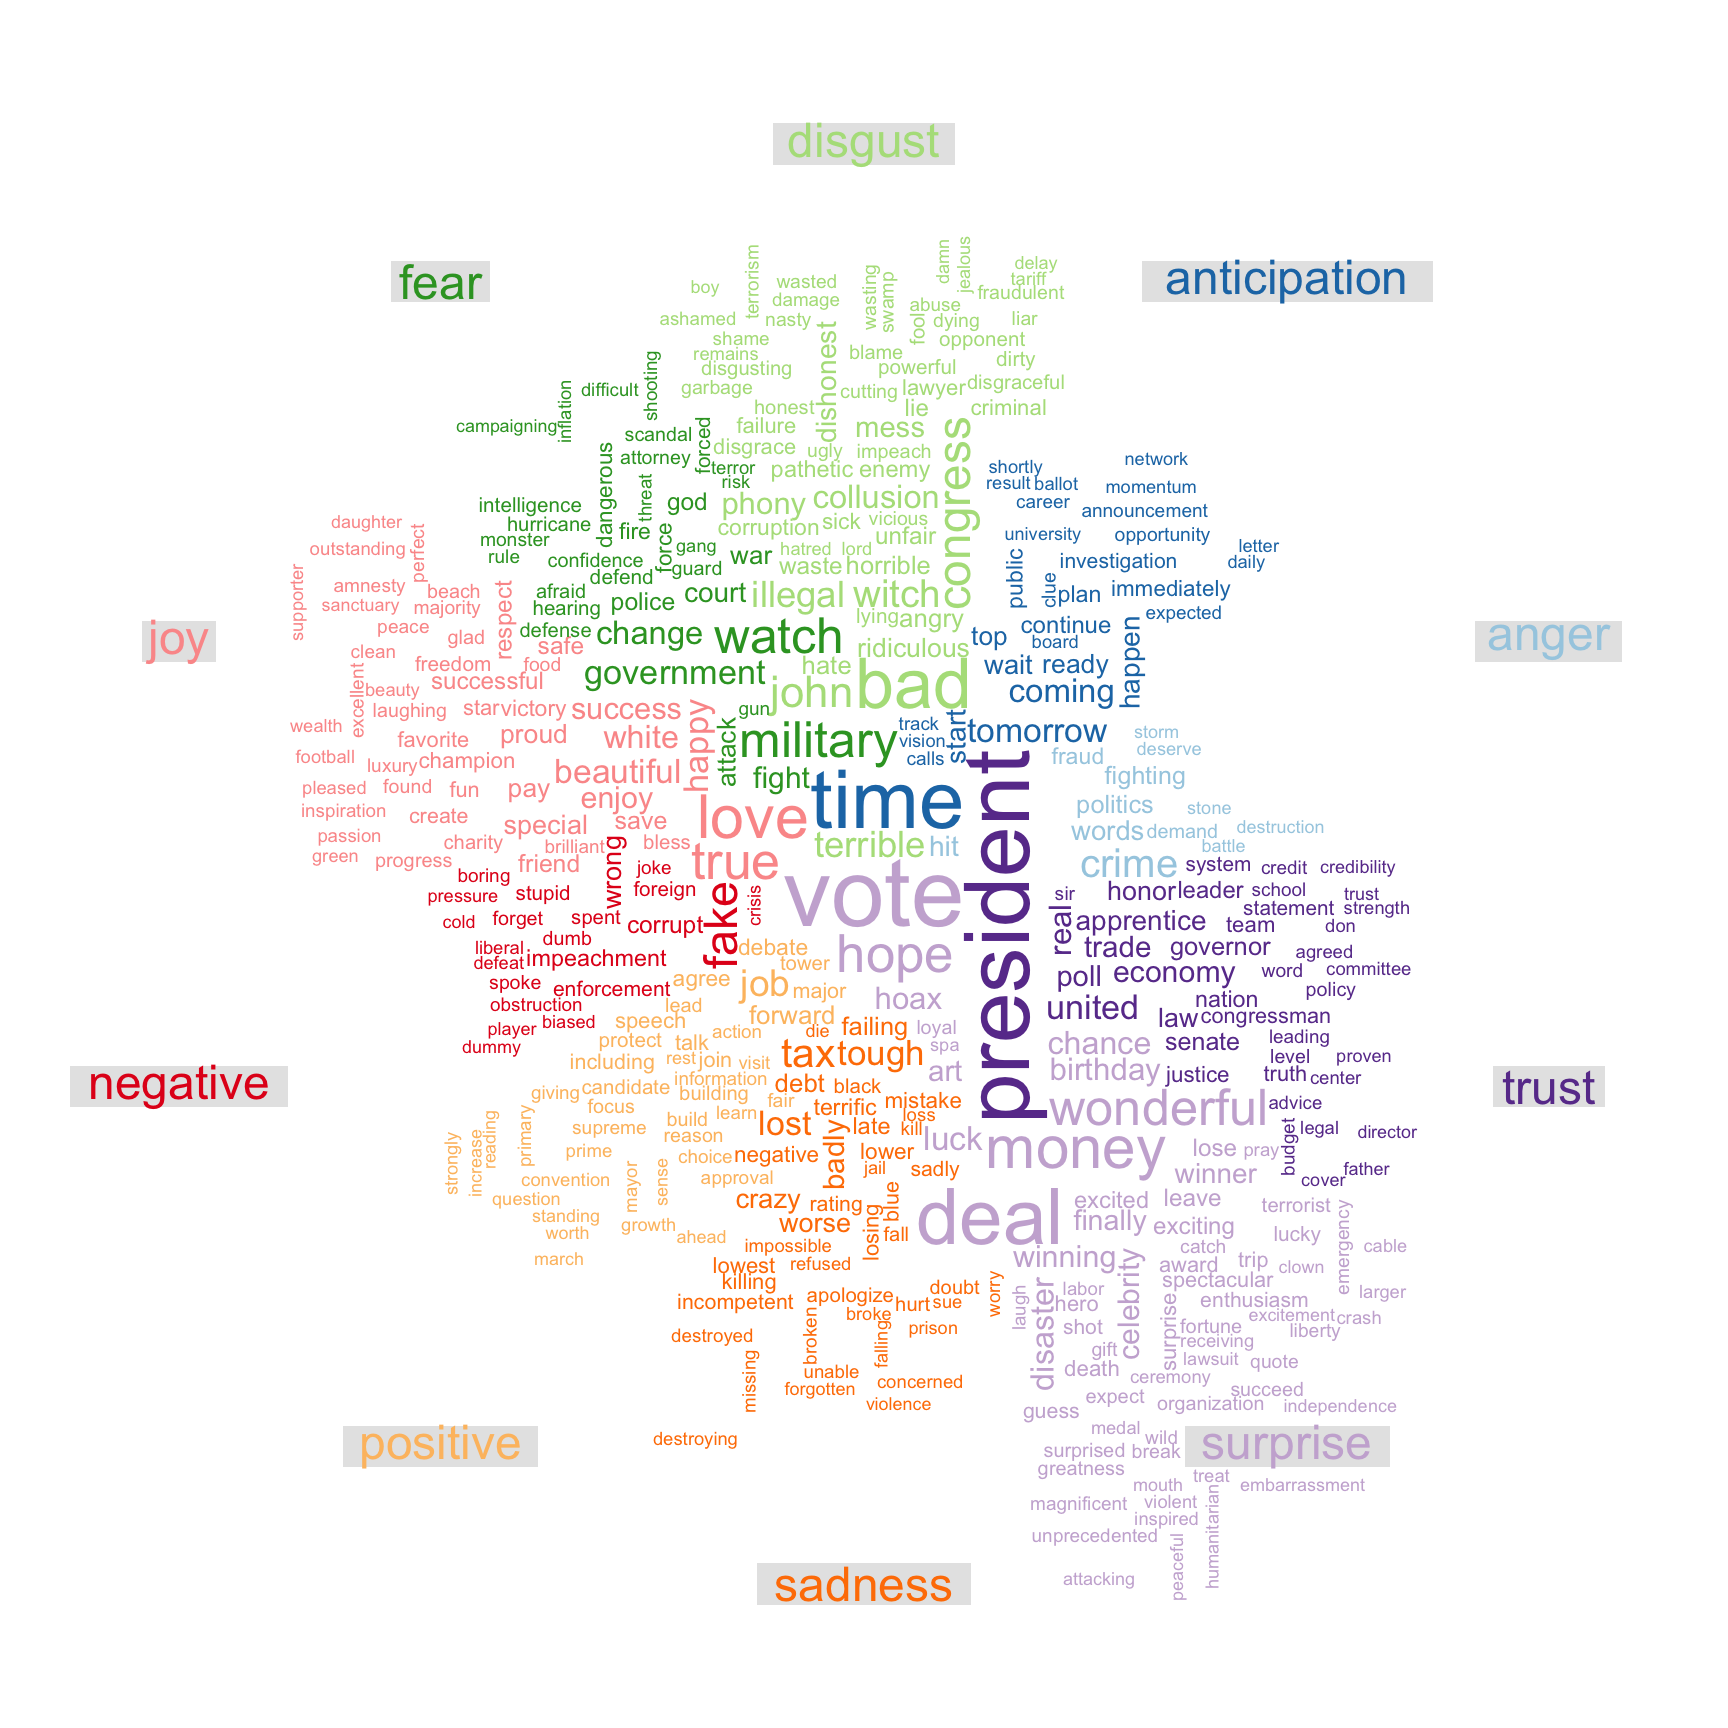 disgust
fear
anticipation
joy
anger
negative
trust
positive
surprise
sadness
boy
terrorism
wasted
damage
wasting
swamp
damn
jealous
delay
tariff
fraudulent
ashamed
nasty
abuse
fool
dying
liar
shame
remains
disgusting
garbage
dishonest
blame
powerful
opponent
dirty
cutting
lawyer
disgraceful
honest
lie
criminal
failure
mess
congress
disgrace
ugly
impeach
pathetic
enemy
phony
collusion
corruption
sick
vicious
unfair
hatred
lord
waste
horrible
illegal
witch
lying
angry
ridiculous
hate
john
bad
terrible
difficult
shooting
inflation
campaigning
scandal
forced
attorney
terror
risk
dangerous
threat
intelligence
god
hurricane
fire
monster
rule
force
gang
war
confidence
guard
defend
afraid
court
hearing
police
defense
change
watch
government
gun
attack
military
fight
network
shortly
result
ballot
momentum
career
announcement
university
opportunity
letter
daily
public
investigation
clue
plan
immediately
expected
continue
top
board
happen
wait
ready
coming
track
vision
calls
start
tomorrow
time
daughter
outstanding
perfect
supporter
amnesty
beach
sanctuary
majority
respect
peace
glad
safe
clean
freedom
food
excellent
beauty
successful
laughing
star
victory
success
wealth
favorite
proud
white
happy
football
luxury
champion
beautiful
pleased
found
fun
pay
enjoy
inspiration
create
special
save
love
passion
charity
brilliant
bless
green
progress
friend
true
storm
deserve
fraud
fighting
politics
stone
words
demand
destruction
battle
hit
crime
boring
wrong
joke
pressure
stupid
foreign
crisis
cold
forget
spent
corrupt
fake
dumb
liberal
defeat
impeachment
spoke
enforcement
obstruction
player
biased
dummy
president
system
credit
credibility
sir
honor
leader
school
trust
statement
strength
real
apprentice
team
don
trade
governor
agreed
poll
economy
word
committee
policy
united
nation
law
congressman
senate
leading
level
proven
justice
truth
center
advice
budget
legal
director
father
cover
debate
tower
agree
job
major
lead
forward
speech
action
protect
talk
including
rest
join
visit
information
giving
candidate
building
fair
focus
learn
supreme
build
reason
primary
strongly
increase
reading
prime
choice
convention
mayor
sense
approval
question
standing
worth
growth
ahead
march
die
failing
tax
tough
debt
black
terrific
mistake
loss
lost
late
kill
badly
negative
lower
jail
sadly
crazy
rating
blue
worse
losing
fall
impossible
lowest
refused
killing
incompetent
apologize
doubt
worry
broke
hurt
sue
destroyed
broken
falling
prison
missing
unable
forgotten
concerned
violence
destroying
vote
hope
hoax
loyal
spa
chance
art
birthday
wonderful
luck
money
lose
pray
winner
deal
excited
leave
terrorist
finally
exciting
lucky
emergency
winning
catch
cable
award
trip
clown
celebrity
spectacular
disaster
laugh
labor
hero
enthusiasm
larger
shot
surprise
fortune
excitement
crash
receiving
liberty
gift
lawsuit
quote
death
ceremony
succeed
expect
organization
independence
guess
medal
wild
surprised
break
greatness
treat
mouth
embarrassment
magnificent
violent
inspired
humanitarian
unprecedented
peaceful
attacking